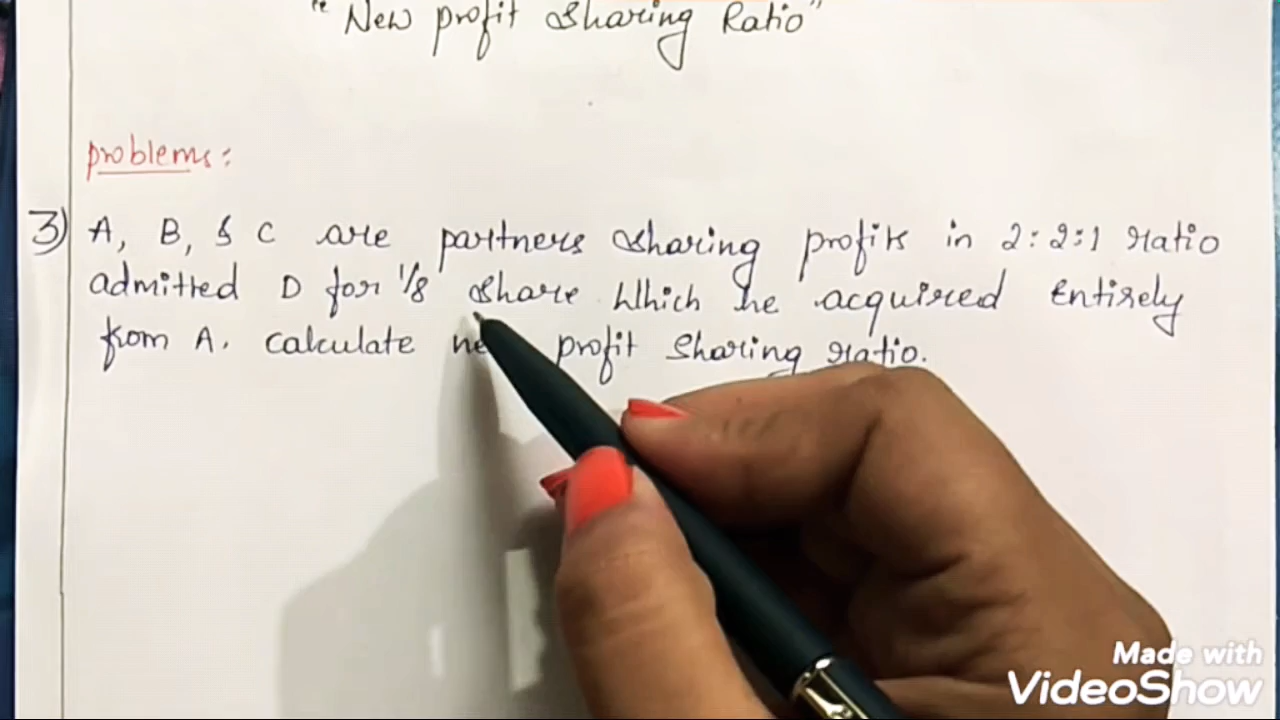 "New profit Sharing Ratio"
problems:
3) A, B, & C are partners sharing profits in 2:2:1 ratio
admitted D for 1/8 share Which he acquired Entirely
from A. calculate profit sharing ratio.
Made with
VideoShow